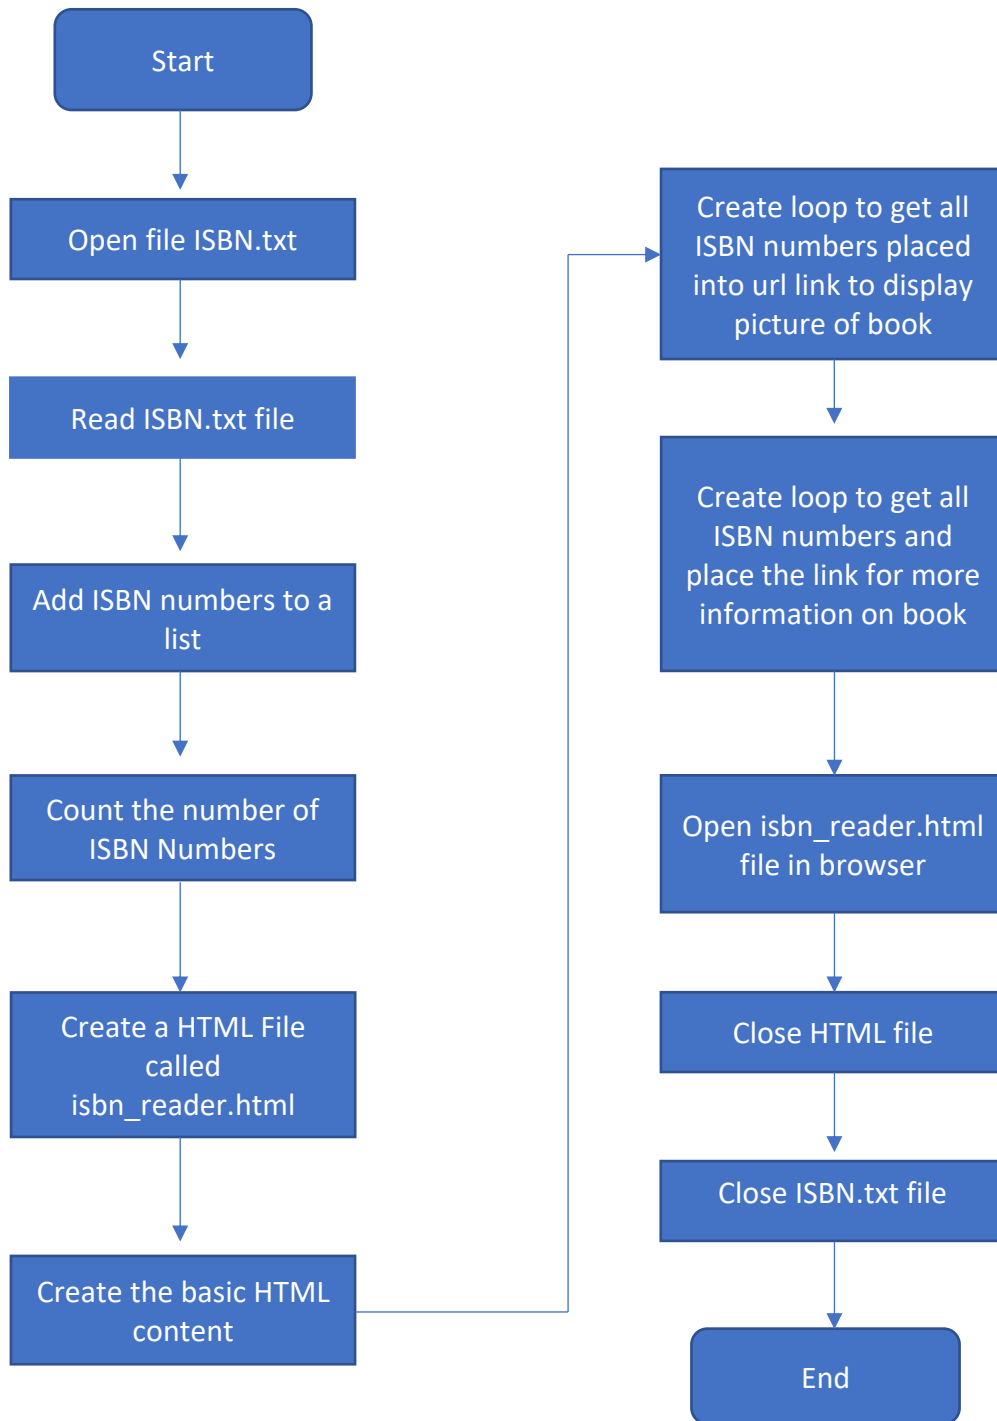 Start
Open file ISBN.txt
Read ISBN.txt file
Add ISBN numbers to a
list
Count the number of
ISBN Numbers
Create a HTML File
called
isbn_reader.html
Create the basic HTML
content
Create loop to get all
ISBN numbers placed
into url link to display
picture of book
Create loop to get all
ISBN numbers and
place the link for more
information on book
Open isbn_reader.html
file in browser
Close HTML file
Close ISBN.txt file
End